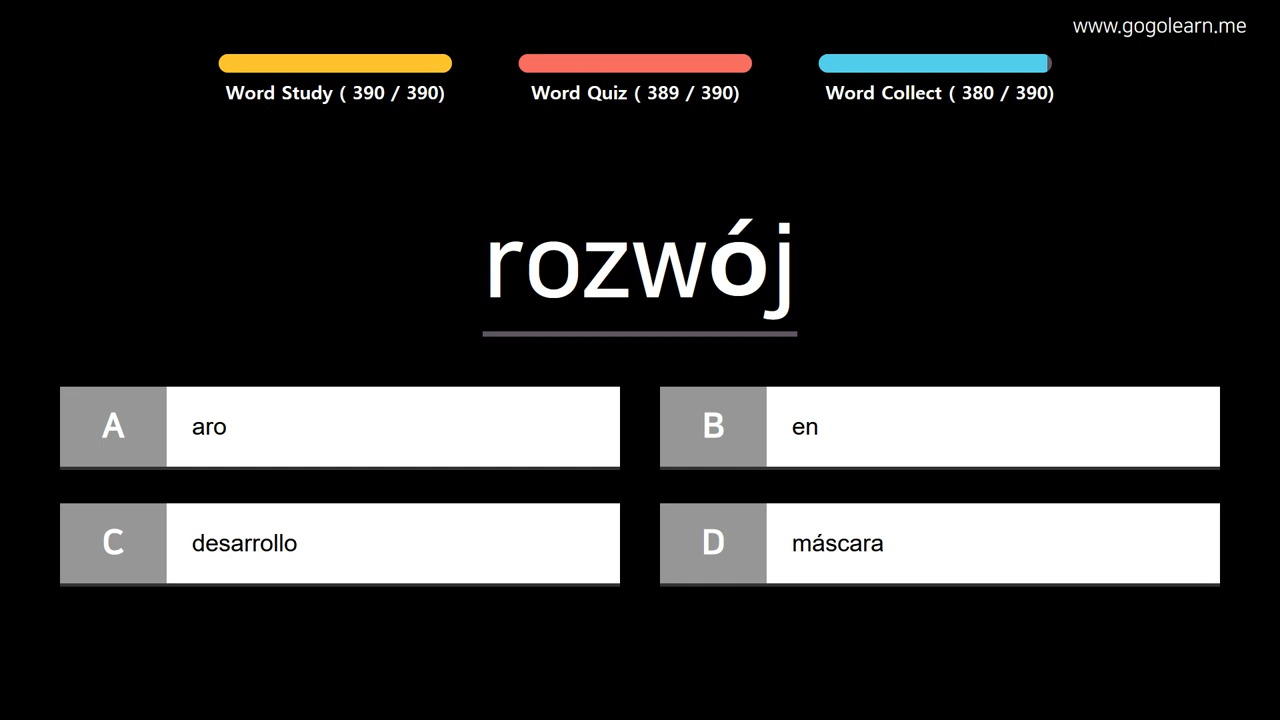 www.gogolearn.me
Word Study ( 390 / 390)
Word Quiz ( 389 / 390)
Word Collect ( 380 / 390)
rozwój
A aro
B en
C desarrollo
D máscara